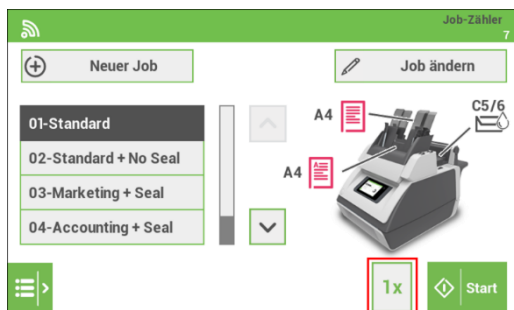 Job-Zähler
7
Neuer Job
Job ändern
01-Standard
02-Standard + No Seal
03-Marketing + Seal
04-Accounting + Seal
A4
C5/6
A4
1x
Start